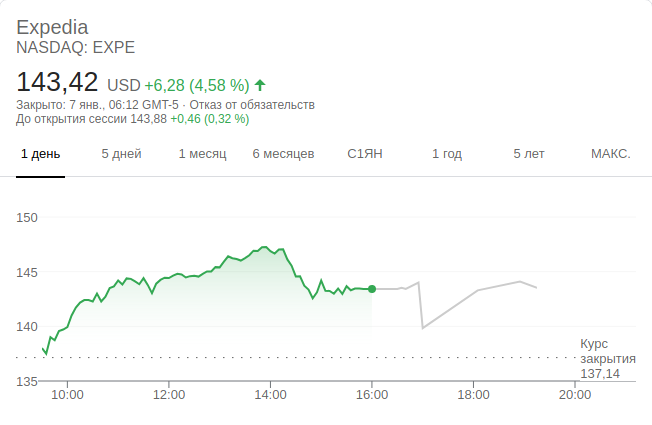 Expedia
NASDAQ: EXPE
143,42 USD +6,28 (4,58 %)
Закрыто: 7 янв., 06:12 GMT-5 · Отказ от обязательств
До открытия сессии 143,88 +0,46 (0,32 %)
1 день 5 дней 1 месяц 6 месяцев С1ЯН 1 год 5 лет МАКС.
150
145
140
Курс
закрытия
137,14
135
10:00 12:00 14:00 16:00 18:00 20:00